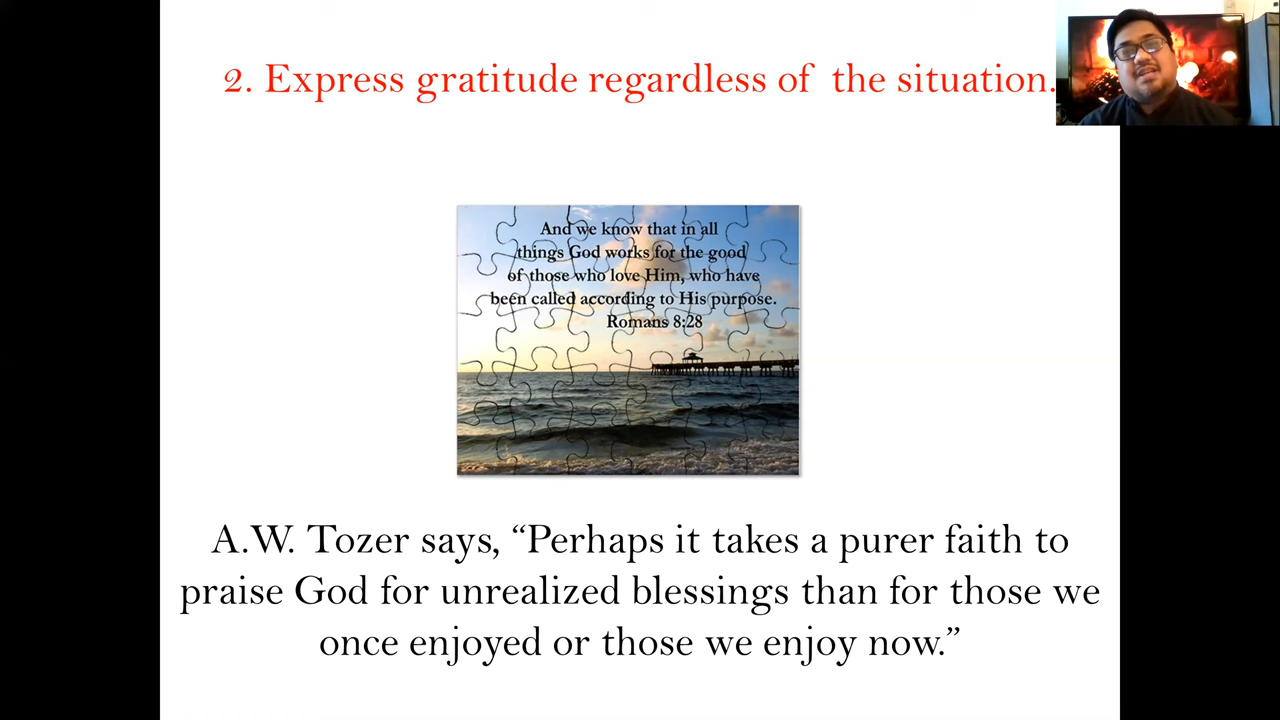 2. Express gratitude regardless of the situation.
And we know that in all
things God works for the good
of those who love Him, who have
been called according to His purpose.
Romans 8:28
A.W. Tozer says, “Perhaps it takes a purer faith to
praise God for unrealized blessings than for those we
once enjoyed or those we enjoy now.”